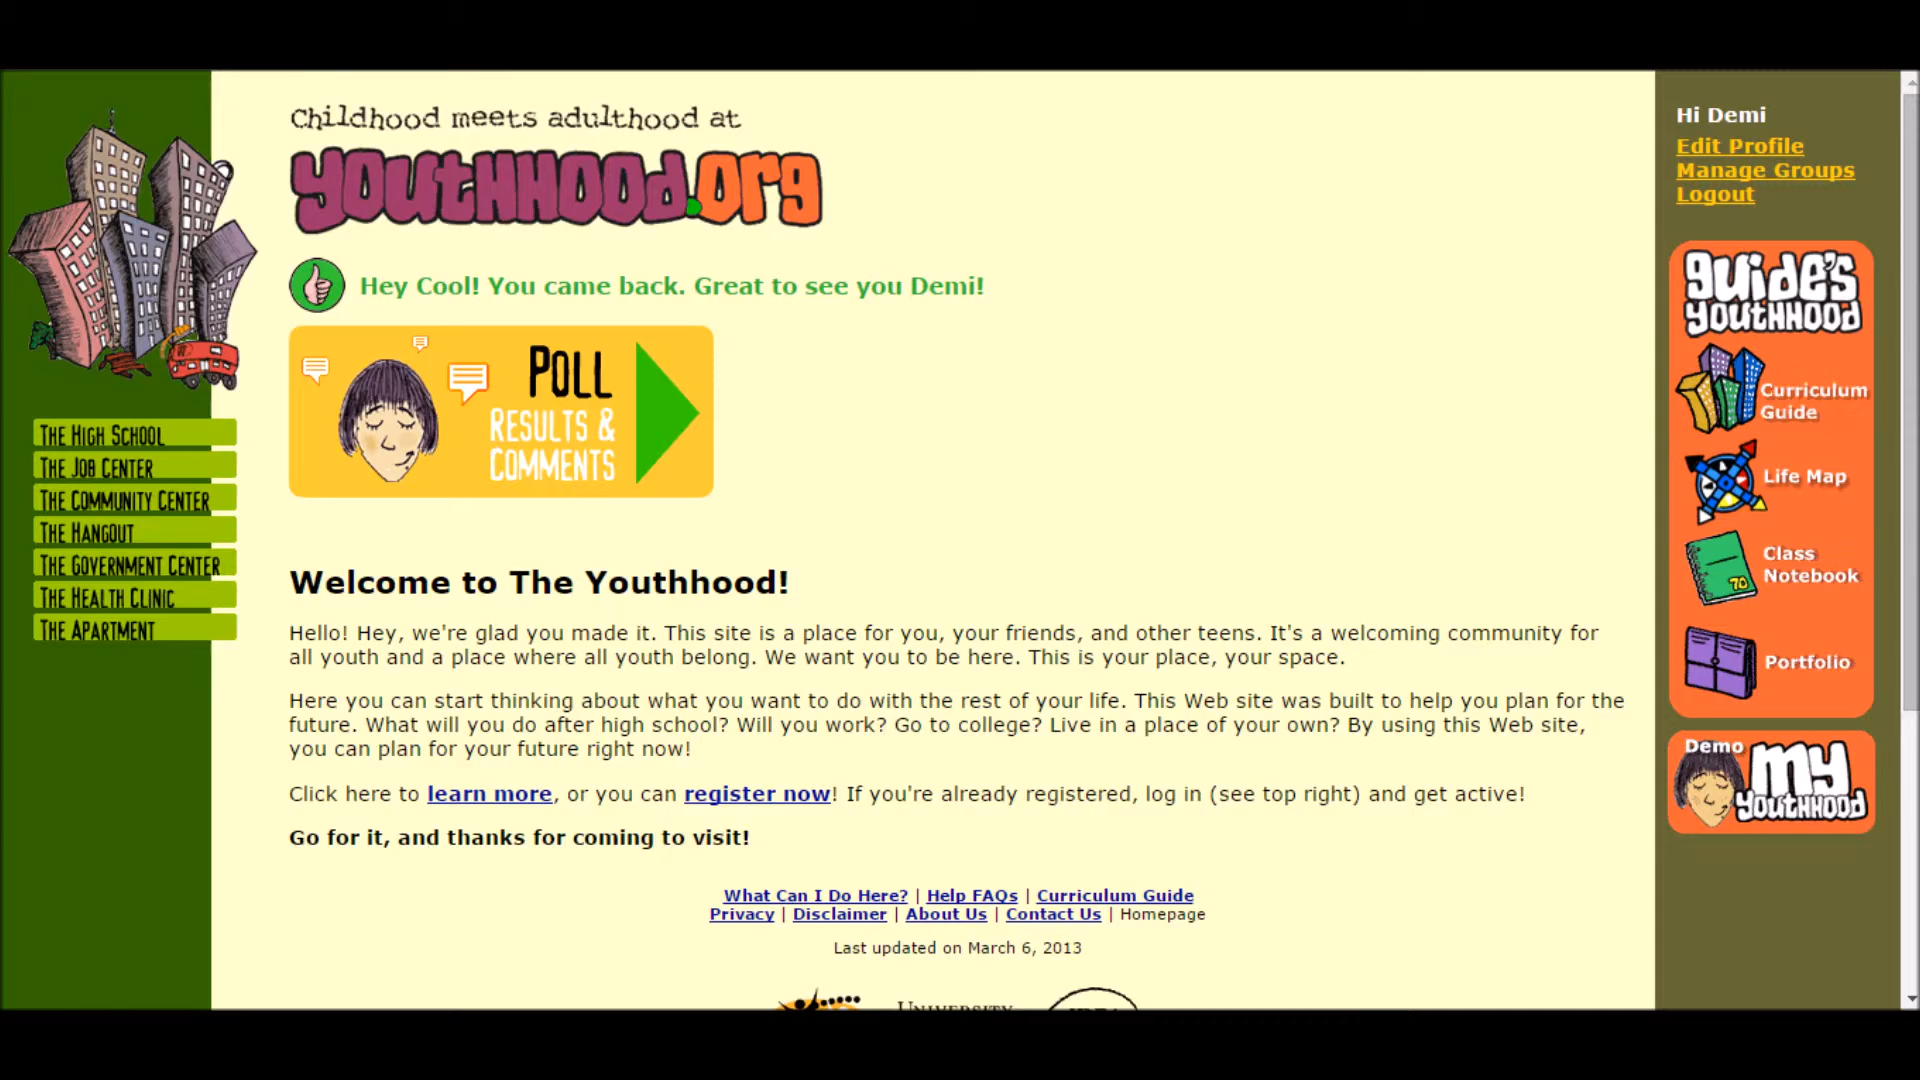 Childhood meets adulthood at
youthhood.org
Hey Cool! You came back. Great to see you Demi!
POLL
RESULTS &
COMMENTS
THE HIGH SCHOOL
THE JOB CENTER
THE COMMUNITY CENTER
THE HANGOUT
THE GOVERNMENT CENTER
THE HEALTH CLINIC
THE APARTMENT
Welcome to The Youthhood!
Hello! Hey, we're glad you made it. This site is a place for you, your friends, and other teens. It's a welcoming community for
all youth and a place where all youth belong. We want you to be here. This is your place, your space.
Here you can start thinking about what you want to do with the rest of your life. This Web site was built to help you plan for the
future. What will you do after high school? Will you work? Go to college? Live in a place of your own? By using this Web site,
you can plan for your future right now!
Click here to learn more, or you can register now! If you're already registered, log in (see top right) and get active!
Go for it, and thanks for coming to visit!
What Can I Do Here? | Help FAQs | Curriculum Guide
Privacy | Disclaimer | About Us | Contact Us | Homepage
Last updated on March 6, 2013
UNIVERSITY
Hi Demi
Edit Profile
Manage Groups
Logout
guide's
youthhood
Curriculum
Guide
Life Map
70
Class
Notebook
Portfolio
Demo
my
youthhood